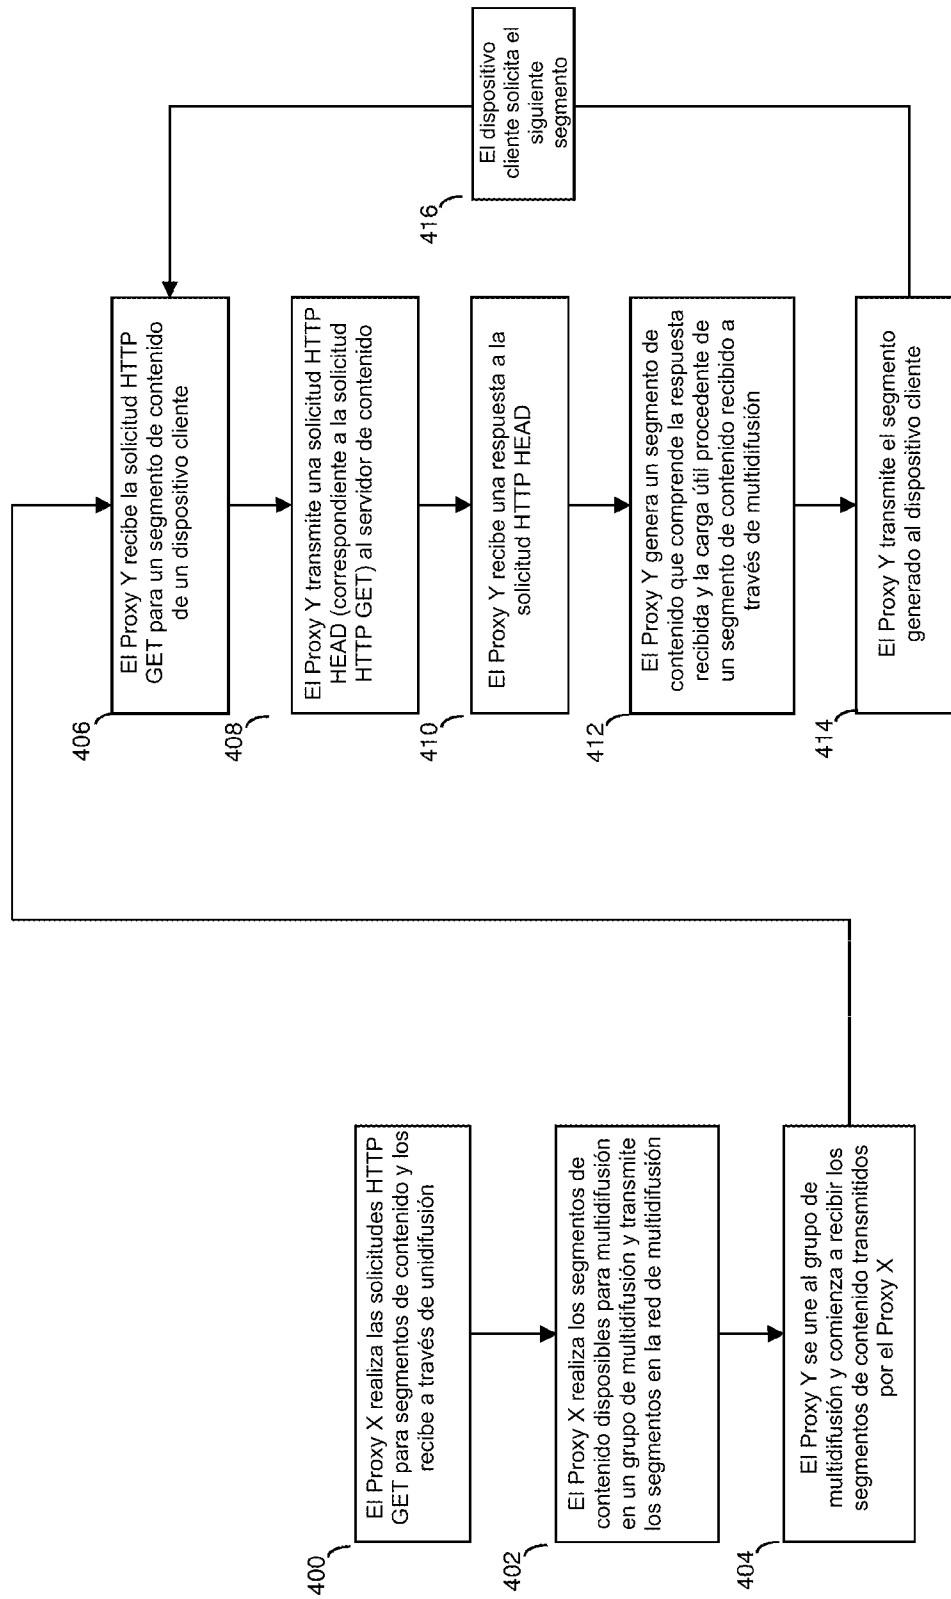 400
El Proxy X realiza las solicitudes HTTP
GET para segmentos de contenido y los
recibe a través de unidifusión
402
El Proxy X realiza los segmentos de
contenido disposibles para multidifusión
en un grupo de multidifusión y transmite
los segmentos en la red de multidifusión
404
El Proxy Y se une al grupo de
multidifusión y comienza a recibir los
segmentos de contenido transmitidos
por el Proxy X
406
El Proxy Y recibe la solicitud HTTP
GET para un segmento de contenido
de un dispositivo cliente
408
El Proxy Y transmite una solicitud HTTP
HEAD (correspondiente a la solicitud
HTTP GET) al servidor de contenido
410
El Proxy Y recibe una respuesta a la
solicitud HTTP HEAD
412
El Proxy Y genera un segmento de
contenido que comprende la respuesta
recibida y la carga útil procedente de
un segmento de contenido recibido a
través de multidifusión
414
El Proxy Y transmite el segmento
generado al dispositivo cliente
416
El dispositivo
cliente solicita el
siguiente
segmento